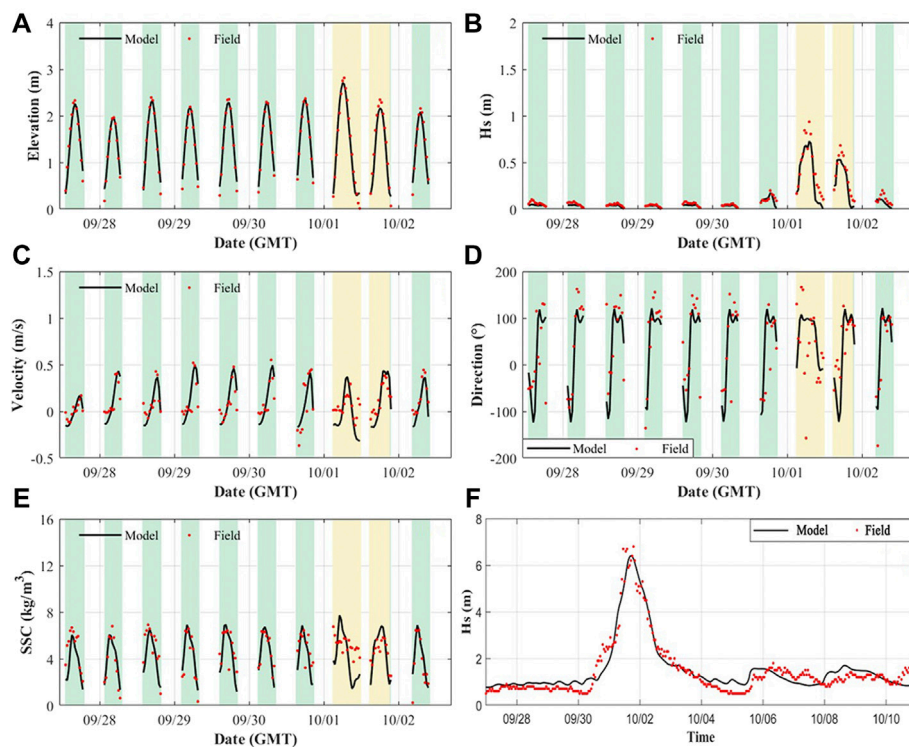 A
4
3
2
1
0
Elevation (m)
Model
Field
09/28
09/29
09/30
10/01
10/02
Date (GMT)
B
2
1.5
1
0.5
0
Hs (m)
Model
Field
09/28
09/29
09/30
10/01
10/02
Date (GMT)
C
1.5
1
0.5
0
-0.5
Velocity (m/s)
Model
Field
09/28
09/29
09/30
10/01
10/02
Date (GMT)
D
200
100
0
-100
-200
Direction (°)
Model
Field
09/28
09/29
09/30
10/01
10/02
Date (GMT)
E
16
12
8
4
0
SSC (kg/m³)
Model
Field
09/28
09/29
09/30
10/01
10/02
Date (GMT)
F
8
6
4
2
0
Hs (m)
Model
Field
09/28
09/30
10/02
10/04
10/06
10/08
10/10
Time